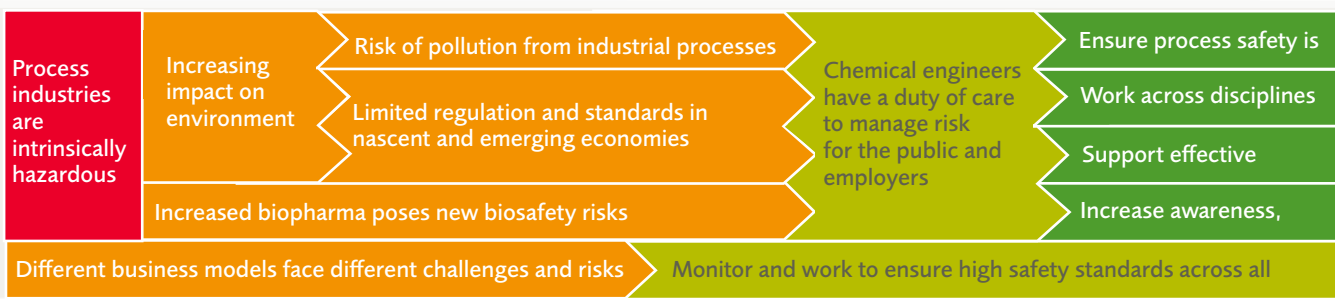 Process
industries
are
intrinsically
hazardous
Increasing
impact on
environment
Risk of pollution from industrial processes
Limited regulation and standards in
nascent and emerging economies
Increased biopharma poses new biosafety risks
Chemical engineers
have a duty of care
to manage risk
for the public and
employers
Ensure process safety is
Work across disciplines
Support effective
Increase awareness,
Different business models face different challenges and risks
Monitor and work to ensure high safety standards across all